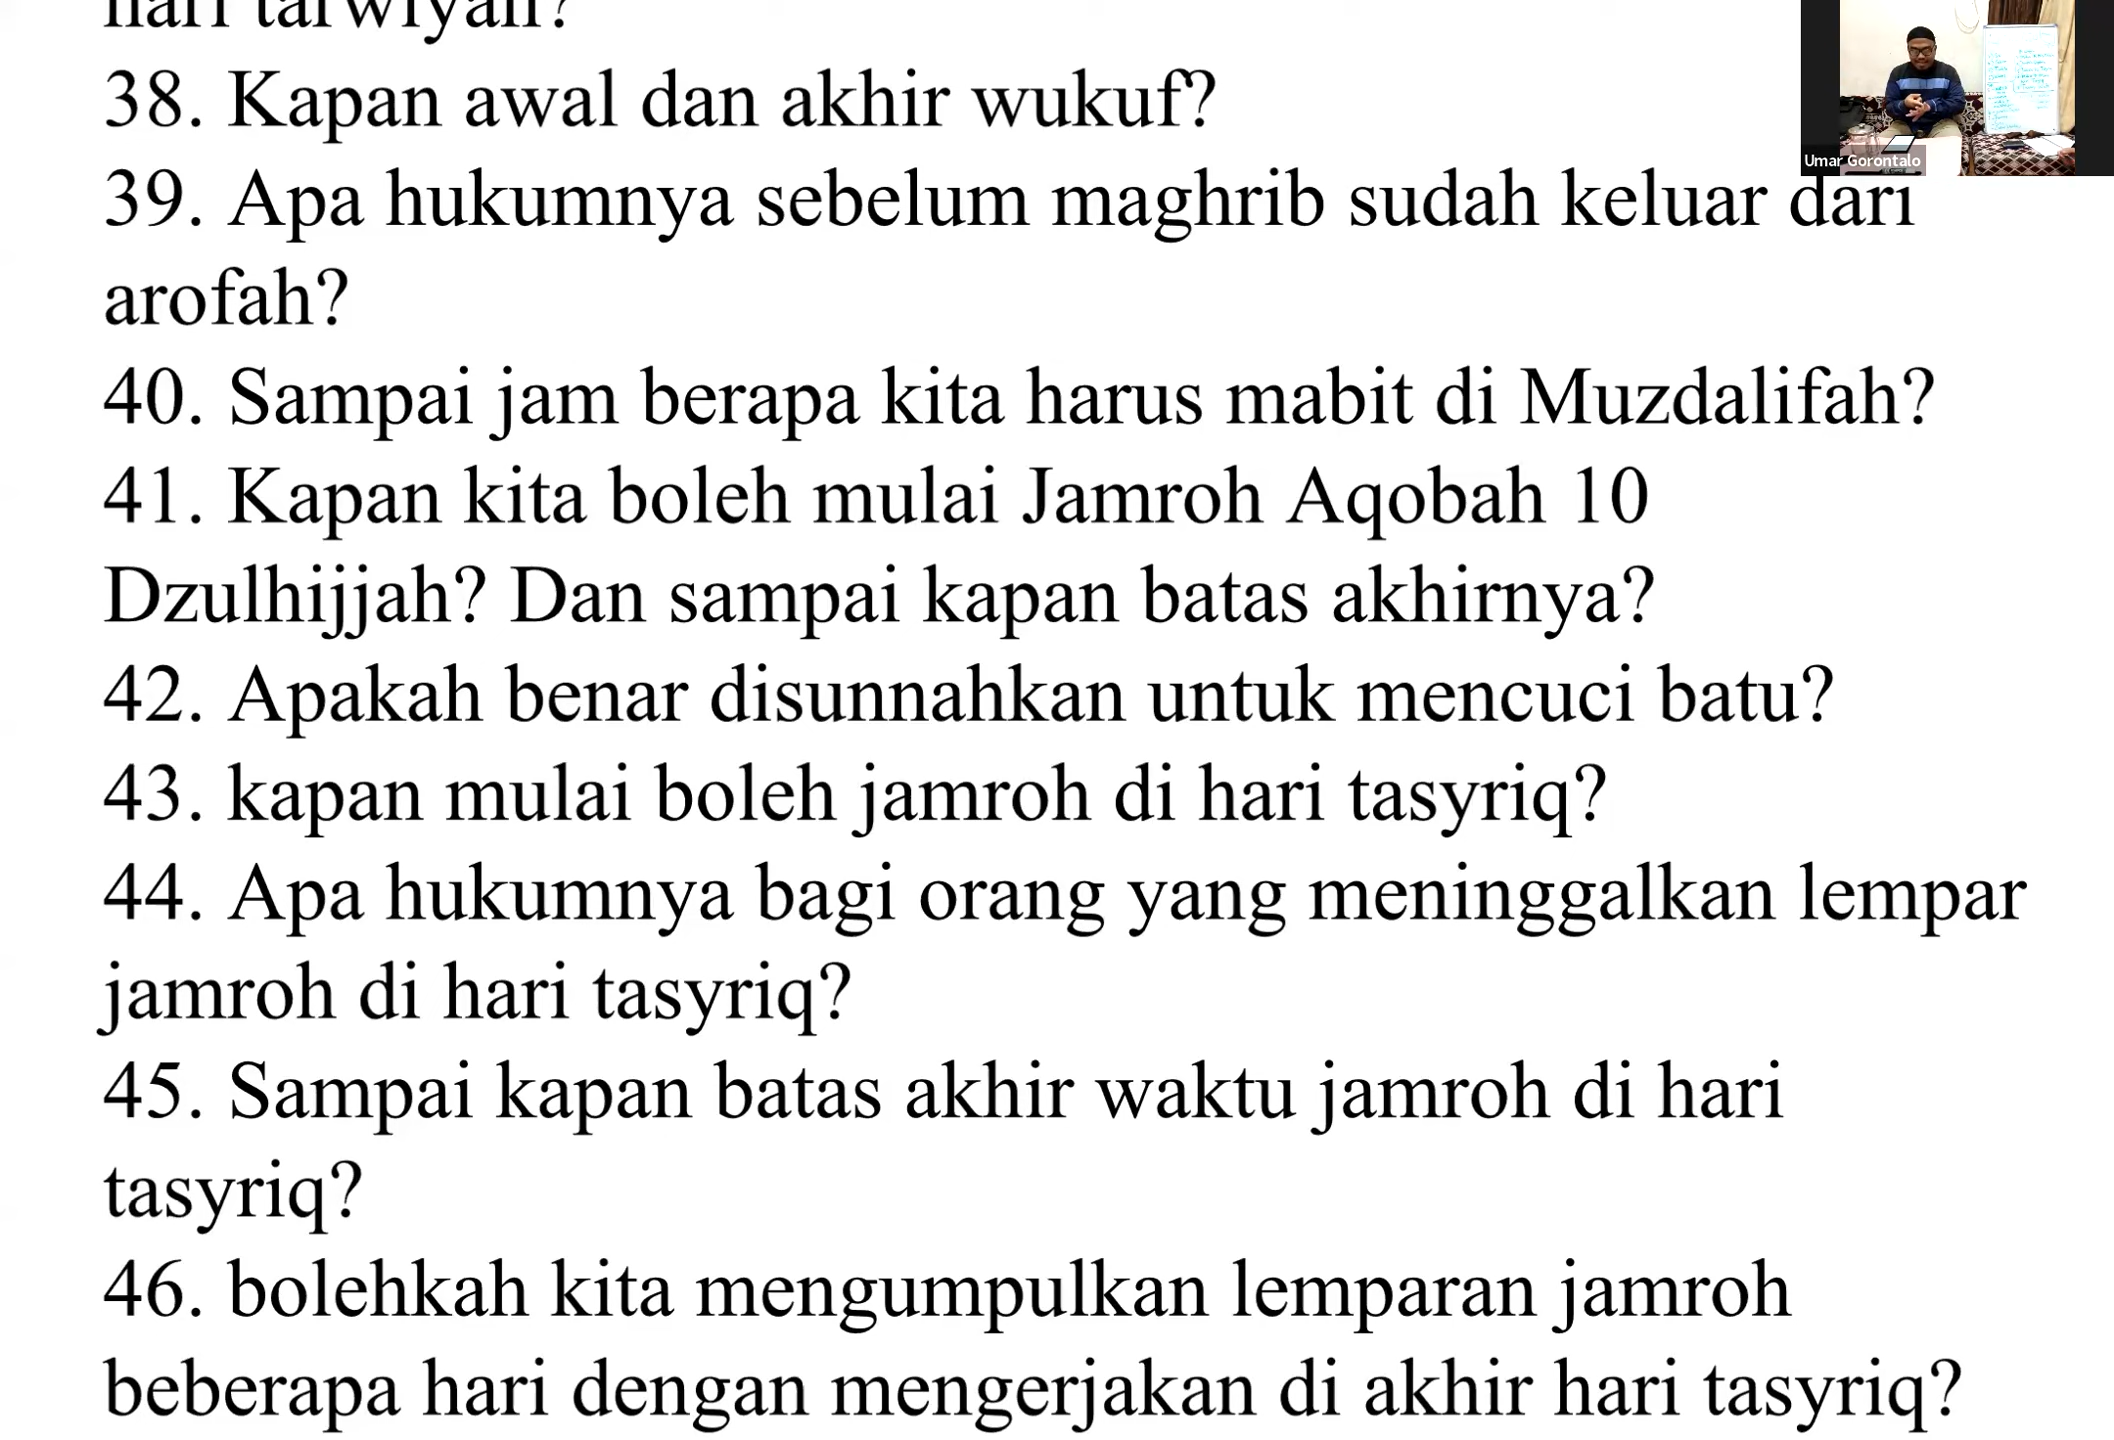 hari tarwiyah?
38. Kapan awal dan akhir wukuf?
39. Apa hukumnya sebelum maghrib sudah keluar dari
arofah?
40. Sampai jam berapa kita harus mabit di Muzdalifah?
41. Kapan kita boleh mulai Jamroh Aqobah 10
Dzulhijjah? Dan sampai kapan batas akhirnya?
42. Apakah benar disunnahkan untuk mencuci batu?
43. kapan mulai boleh jamroh di hari tasyriq?
44. Apa hukumnya bagi orang yang meninggalkan lempar
jamroh di hari tasyriq?
45. Sampai kapan batas akhir waktu jamroh di hari
tasyriq?
46. bolehkah kita mengumpulkan lemparan jamroh
beberapa hari dengan mengerjakan di akhir hari tasyriq?
Umar Gorontalo